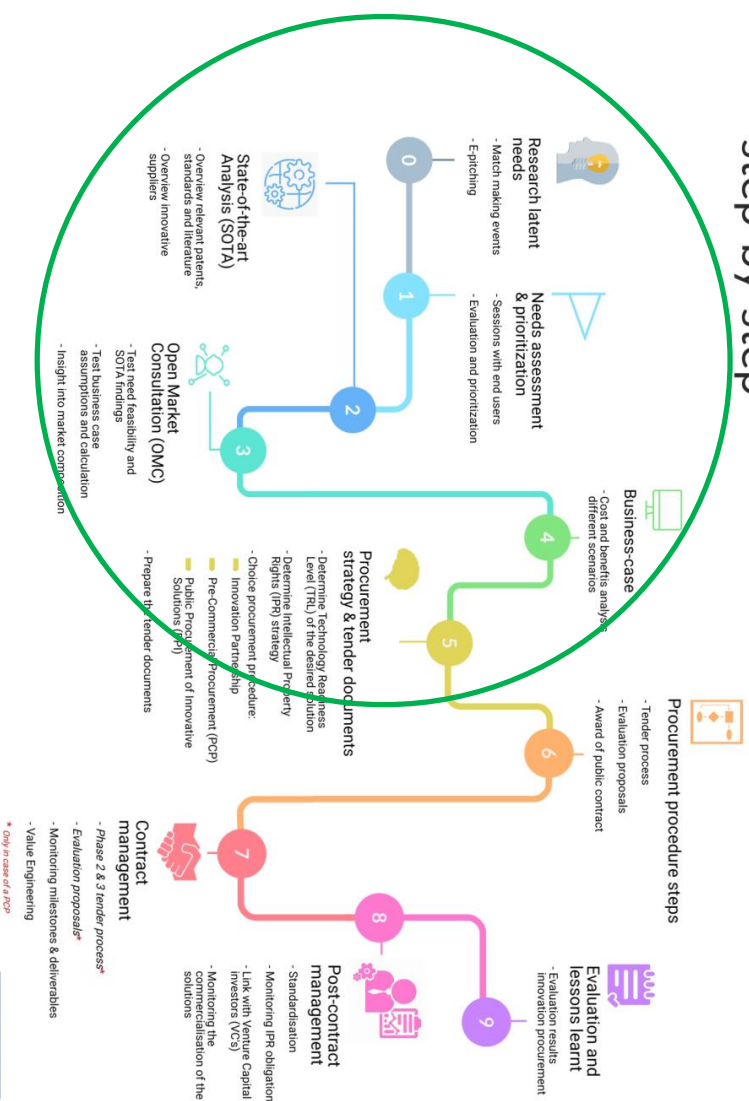 step by step
0
Research latent
needs
- Match making events
- E-pitching
1
Needs assessment
& prioritization
- Sessions with end users
- Evaluation and prioritization
2
State-of-the-art
Analysis (SOTA)
- Overview relevant patents,
standards and literature
- Overview innovative
suppliers
3
Open Market
Consultation (OMC)
- Test need feasibility and
SOTA findings
- Test business case
assumptions and calculation
- Insight into market composition
4
Business-case
- Cost and benefits analysis
different scenarios
5
Procurement
strategy & tender documents
- Determine Technology Readiness
Level (TRL) of the desired solution
- Determine Intellectual Property
Rights (IPR) strategy
- Choice procurement procedure:
Innovation Partnership
Pre-Commercial Procurement (PCP)
Public Procurement of Innovative
Solutions (PPI)
- Prepare the tender documents
6
Procurement procedure steps
- Tender process
- Evaluation proposals
- Award of public contract
7
Contract
management
- Phase 2 & 3 tender process*
- Evaluation proposals*
- Monitoring milestones & deliverables
- Value Engineering
* Only in case of a PCP
8
Post-contract
management
- Standardisation
- Monitoring IPR obligation
- Link with Venture Capital
investors (VC's)
- Monitoring the
commercialisation of the
solutions
9
Evaluation and
lessons learnt
- Evaluation results
innovation procurement